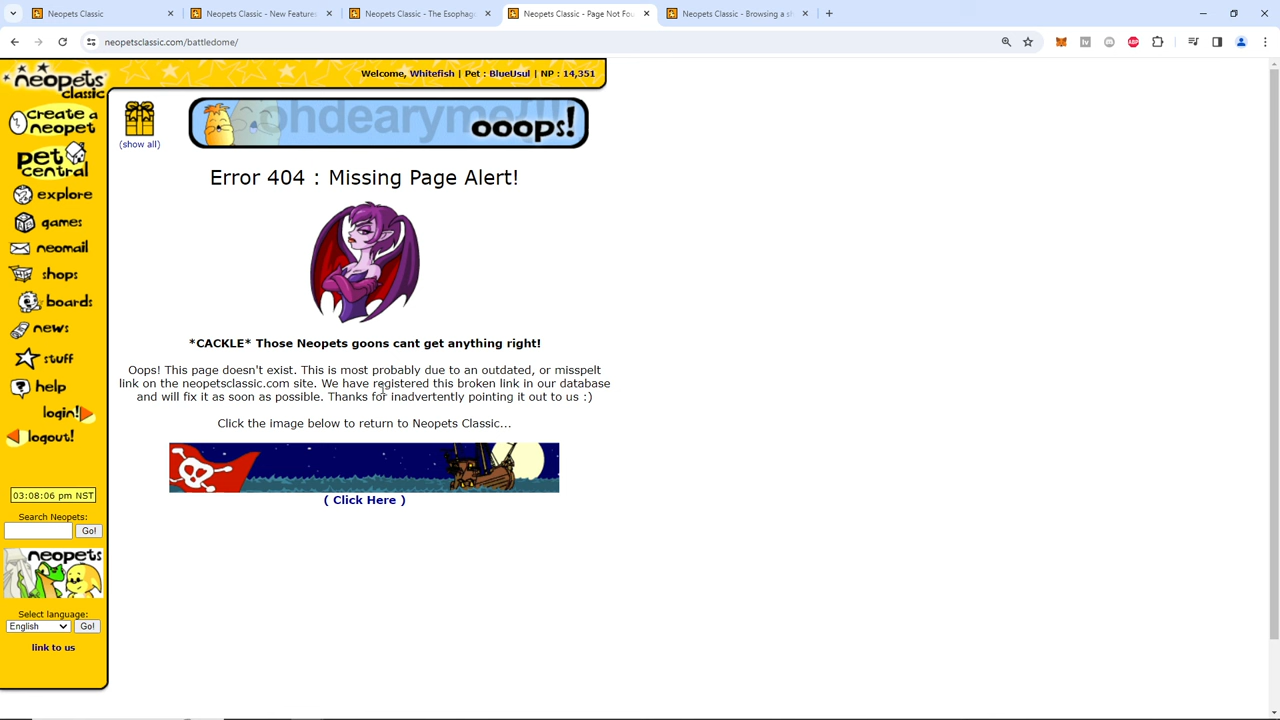 Neopets Classic
Neopets Classic - New Features
Neopets Classic - The Esophag
Neopets Classic - Page Not Fou
Neopets Classic - Browsing a sh
neopetsclassic.com/battledome/
neopets
classic
Welcome, Whitefish | Pet : BlueUsul | NP : 14,351
create a
neopet
pet
central
explore
games
neomail
shops
boards
news
stuff
help
login!
logout!
03:08:06 pm NST
Search Neopets:
Go!
neopets
Select language:
English
Go!
link to us
(show all)
ohdearyme!!!!
ooops!
Error 404 : Missing Page Alert!
*CACKLE* Those Neopets goons cant get anything right!
Oops! This page doesn't exist. This is most probably due to an outdated, or misspelt
link on the neopetsclassic.com site. We have registered this broken link in our database
and will fix it as soon as possible. Thanks for inadvertently pointing it out to us :)
Click the image below to return to Neopets Classic...
( Click Here )